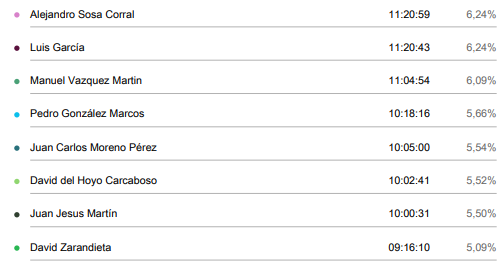 Alejandro Sosa Corral 11:20:59 6,24%
Luis García 11:20:43 6,24%
Manuel Vazquez Martin 11:04:54 6,09%
Pedro González Marcos 10:18:16 5,66%
Juan Carlos Moreno Pérez 10:05:00 5,54%
David del Hoyo Carcaboso 10:02:41 5,52%
Juan Jesus Martín 10:00:31 5,50%
David Zarandieta 09:16:10 5,09%